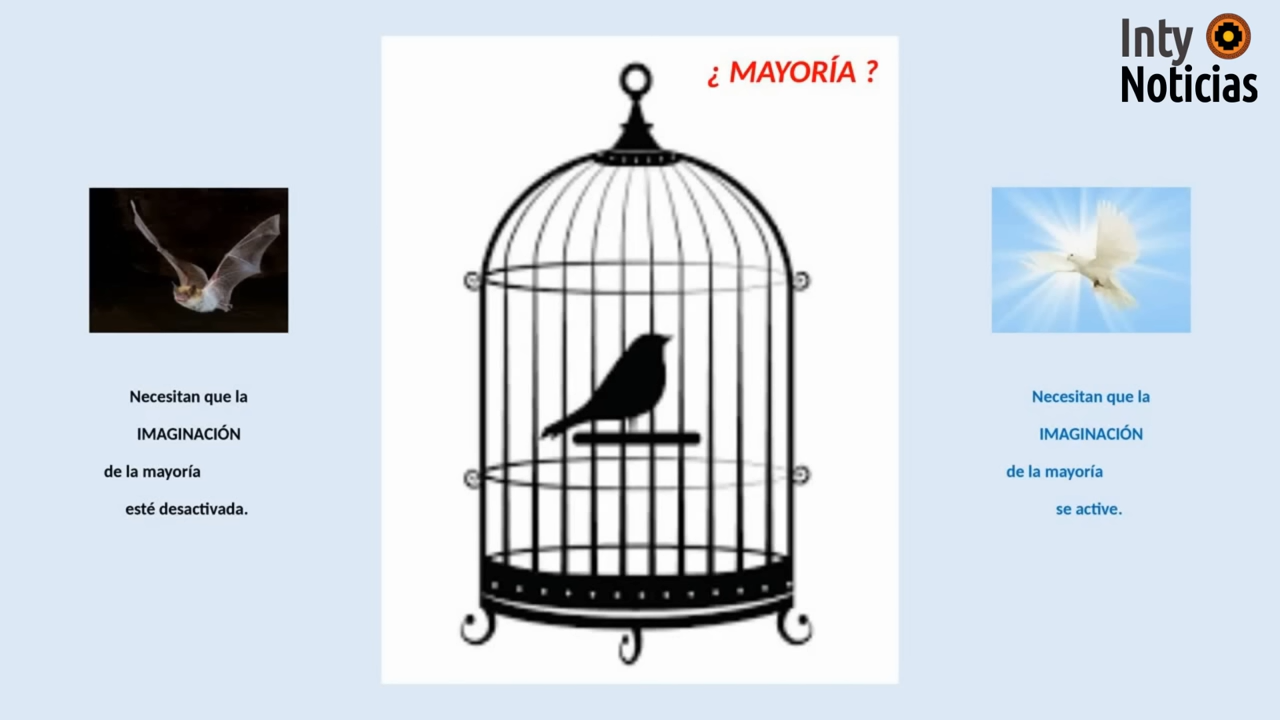 Inty
Noticias
¿ MAYORÍA ?
Necesitan que la
IMAGINACIÓN
de la mayoría
esté desactivada.
Necesitan que la
IMAGINACIÓN
de la mayoría
se active.